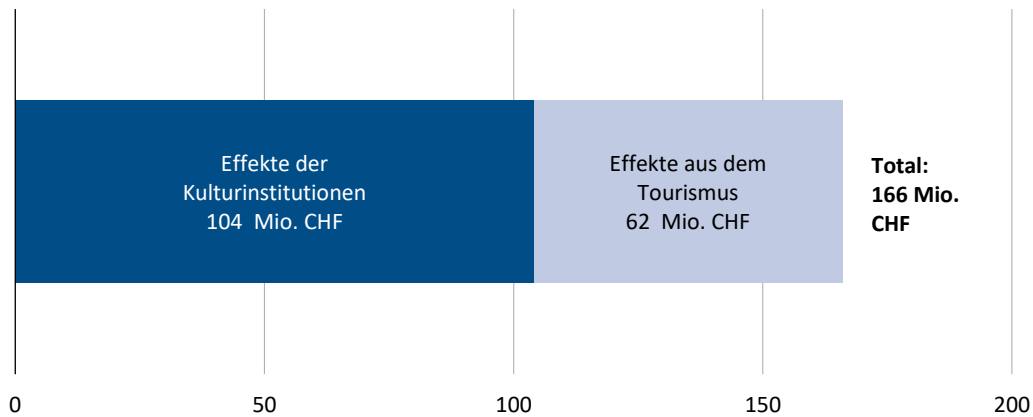 Effekte der
Kulturinstitutionen
104  Mio. CHF
Effekte aus dem
Tourismus
62  Mio. CHF
Total:
166 Mio.
CHF
0
50
100
150
200